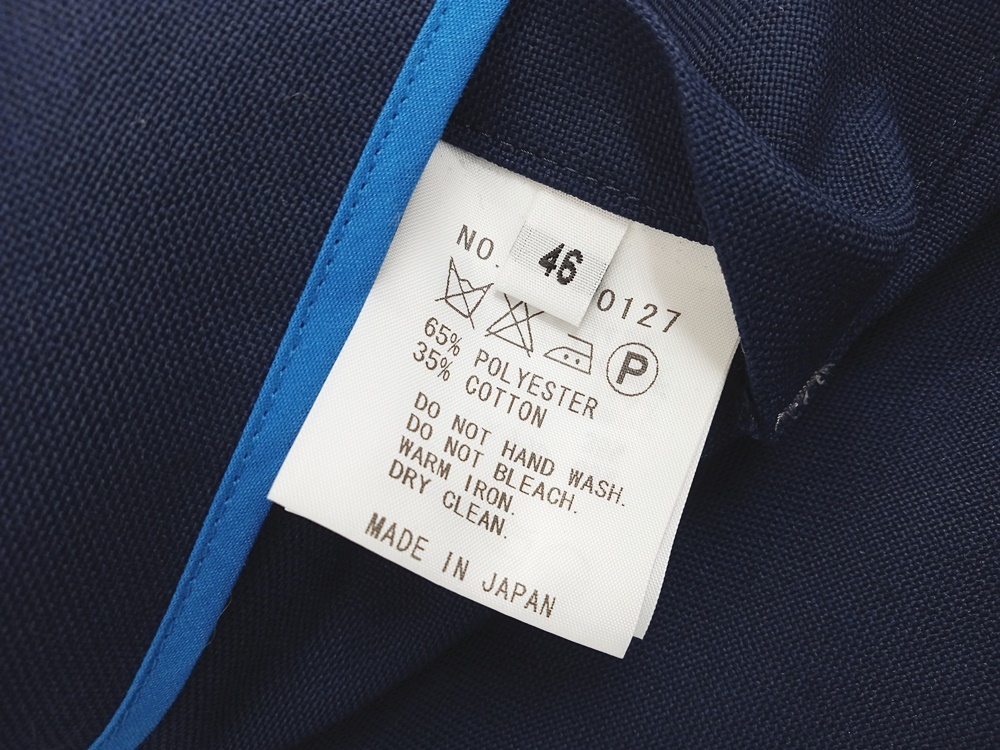 46
NO. 0127
P
65% POLYESTER
35% COTTON
DO NOT HAND WASH.
DO NOT BLEACH.
WARM IRON.
DRY CLEAN.
MADE IN JAPAN